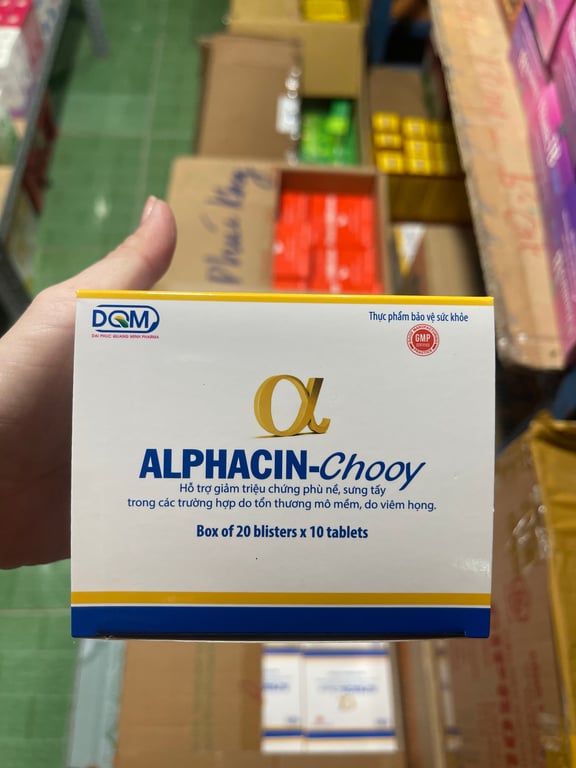 Phúc
DQM
DAI PHUC QUANG MINH PHARMA
Thực phẩm bảo vệ sức khỏe
GMP
α
ALPHACIN-Chooy
Hỗ trợ giảm triệu chứng phù nề, sưng tấy
trong các trường hợp do tổn thương mô mềm, do viêm họng.
Box of 20 blisters x 10 tablets